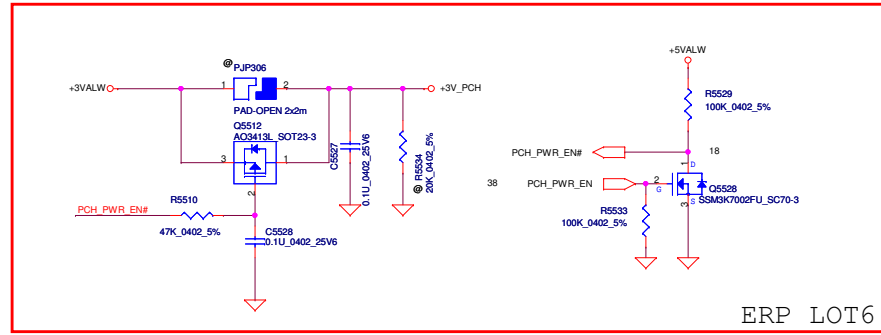 @
PJP306
+3VALW
1
2
+3V_PCH
PAD-OPEN 2x2m
Q5512
AO3413L_SOT23-3
3
1
2
C5527
0.1U_0402_25V6
@ R5534
20K_0402_5%
R5510
PCH_PWR_EN#
47K_0402_5%
C5528
0.1U_0402_25V6
+5VALW
R5529
100K_0402_5%
PCH_PWR_EN#
18
1
D
38
PCH_PWR_EN
2
G
Q5528
SSM3K7002FU_SC70-3
S
3
R5533
100K_0402_5%
ERP LOT6